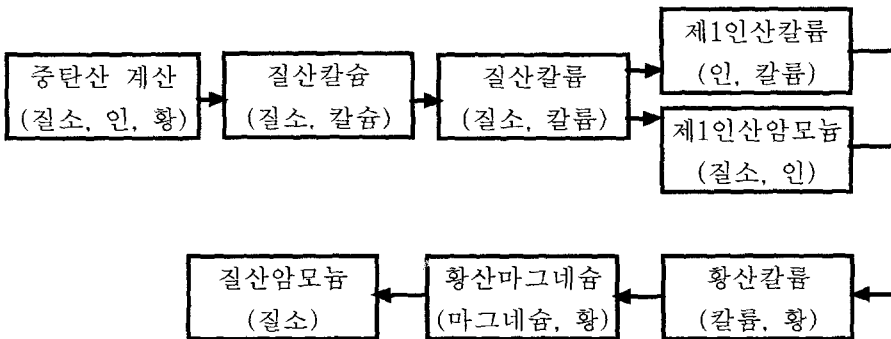 중탄산 계산
(질소, 인, 황)
질산칼슘
(질소, 칼슘)
질산칼륨
(질소, 칼륨)
제1인산칼륨
(인, 칼륨)
제1인산암모늄
(질소, 인)
황산칼륨
(칼륨, 황)
황산마그네슘
(마그네슘, 황)
질산암모늄
(질소)